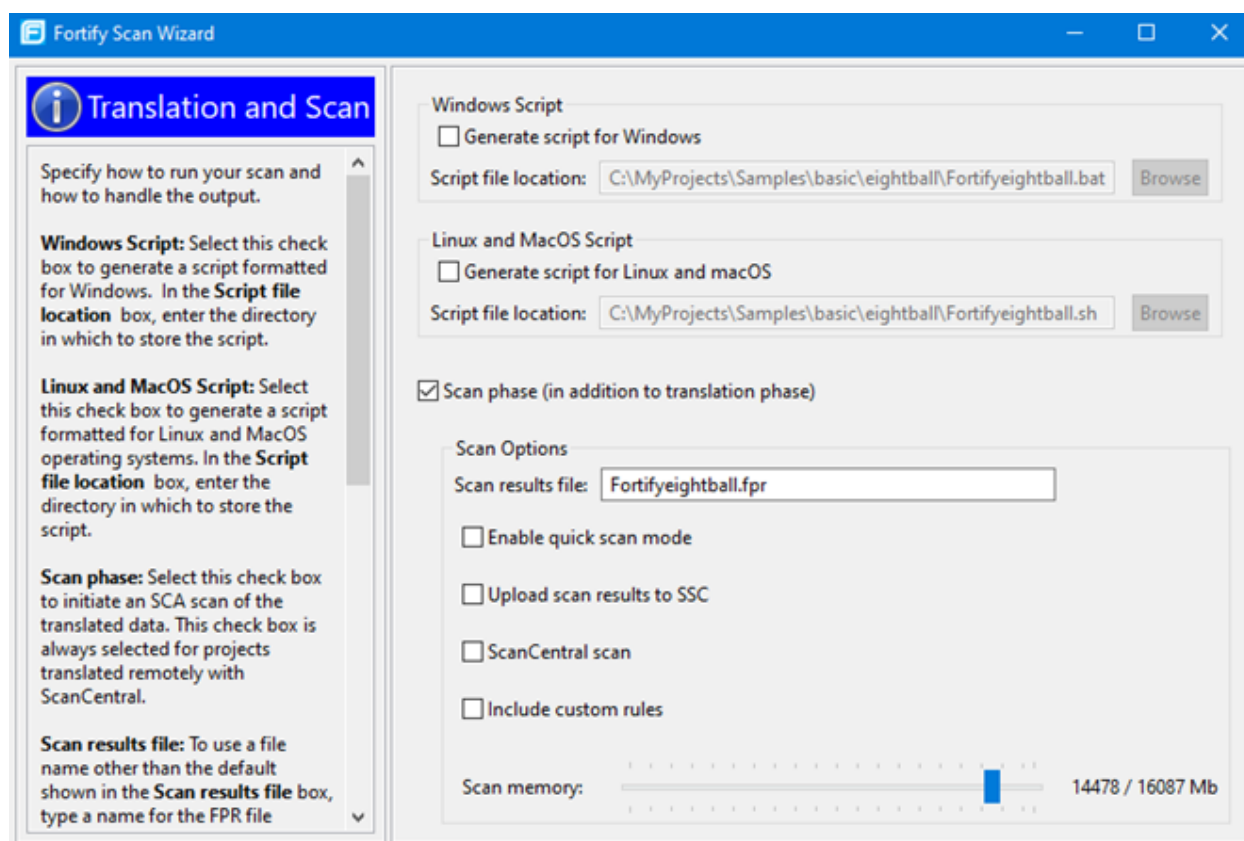 Fortify Scan Wizard
Translation and Scan
Specify how to run your scan and
how to handle the output.
Windows Script: Select this check
box to generate a script formatted
for Windows. In the Script file
location box, enter the directory
in which to store the script.
Linux and MacOS Script: Select
this check box to generate a script
formatted for Linux and MacOS
operating systems. In the Script
file location box, enter the
directory in which to store the
script.
Scan phase: Select this check box
to initiate an SCA scan of the
translated data. This check box is
always selected for projects
translated remotely with
ScanCentral.
Scan results file: To use a file
name other than the default
shown in the Scan results file box,
type a name for the FPR file
Windows Script
Generate script for Windows
Script file location: C:\MyProjects\Samples\basic\eightball\Fortifyeightball.bat Browse
Linux and MacOS Script
Generate script for Linux and macOS
Script file location: C:\MyProjects\Samples\basic\eightball\Fortifyeightball.sh Browse
Scan phase (in addition to translation phase)
Scan Options
Scan results file: Fortifyeightball.fpr
Enable quick scan mode
Upload scan results to SSC
ScanCentral scan
Include custom rules
Scan memory: 14478 / 16087 Mb